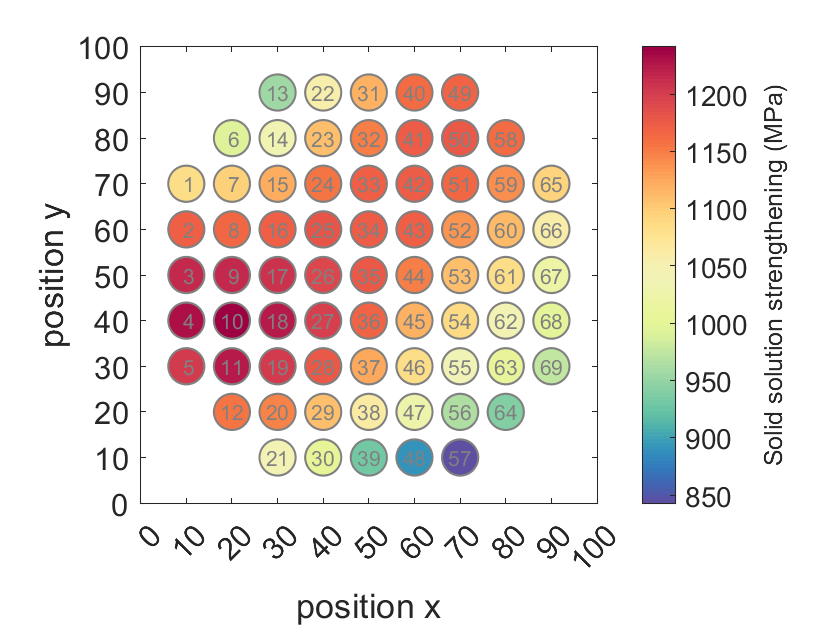 100
90
80
70
60
50
40
30
20
10
0
position y
13 22 31 40 49
6 14 23 32 41 50 58
1 7 15 24 33 42 51 59 65
2 8 16 25 34 43 52 60 66
3 9 17 26 35 44 53 61 67
4 10 18 27 36 45 54 62 68
5 11 19 28 37 46 55 63 69
12 20 29 38 47 56 64
21 30 39 48 57
0 10 20 30 40 50 60 70 80 90 100
position x
1200
1150
1100
1050
1000
950
900
850
Solid solution strengthening (MPa)